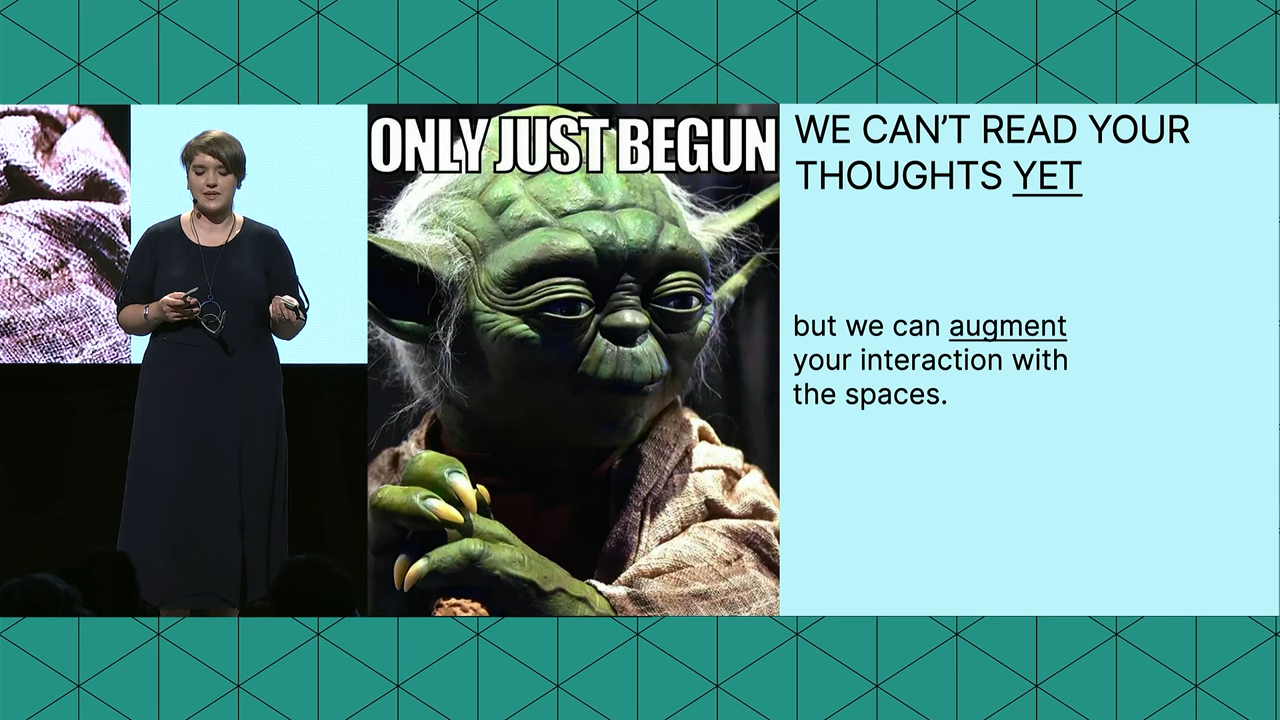 ONLY JUST BEGUN
WE CAN'T READ YOUR
THOUGHTS YET
but we can augment
your interaction with
the spaces.